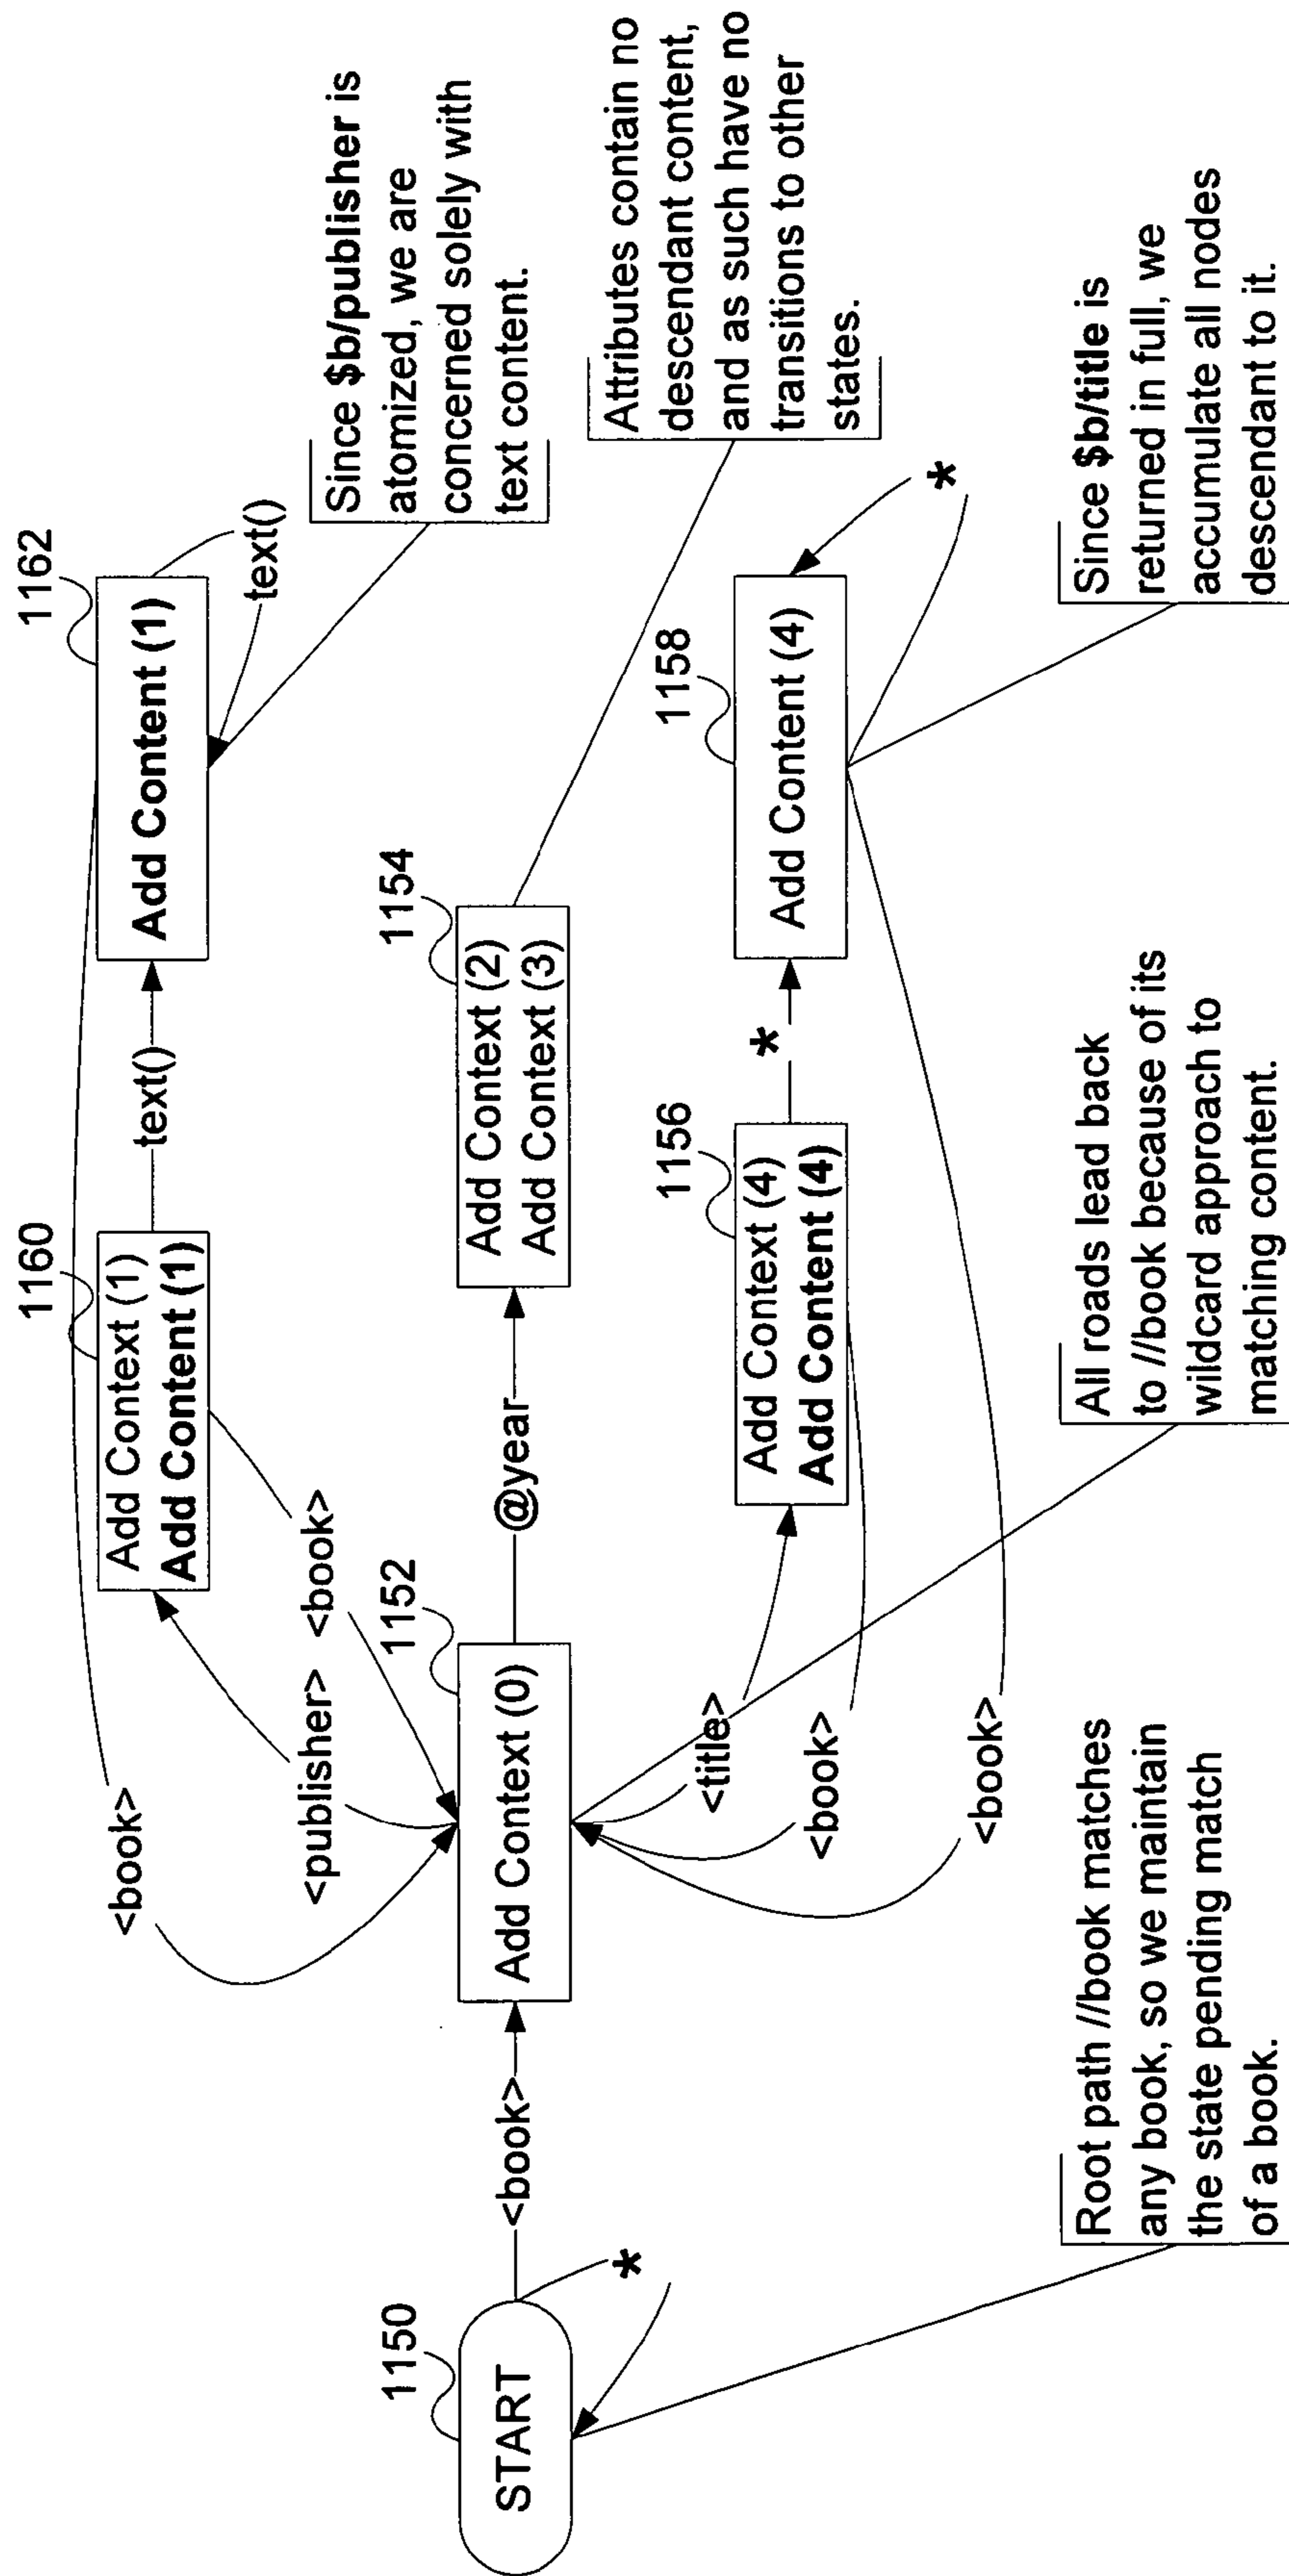 1150
START
*
<book>
1152
Add Context (0)
<book>
<publisher>
<book>
1160
Add Context (1)
Add Content (1)
text()
1162
Add Content (1)
text()
Since $b/publisher is
atomized, we are
concerned solely with
text content.
@year
1154
Add Context (2)
Add Context (3)
Attributes contain no
descendant content,
and as such have no
transitions to other
states.
<title>
<book>
<book>
1156
Add Context (4)
Add Content (4)
*
1158
Add Content (4)
*
Root path //book matches
any book, so we maintain
the state pending match
of a book.
All roads lead back
to //book because of its
wildcard approach to
matching content.
Since $b/title is
returned in full, we
accumulate all nodes
descendant to it.